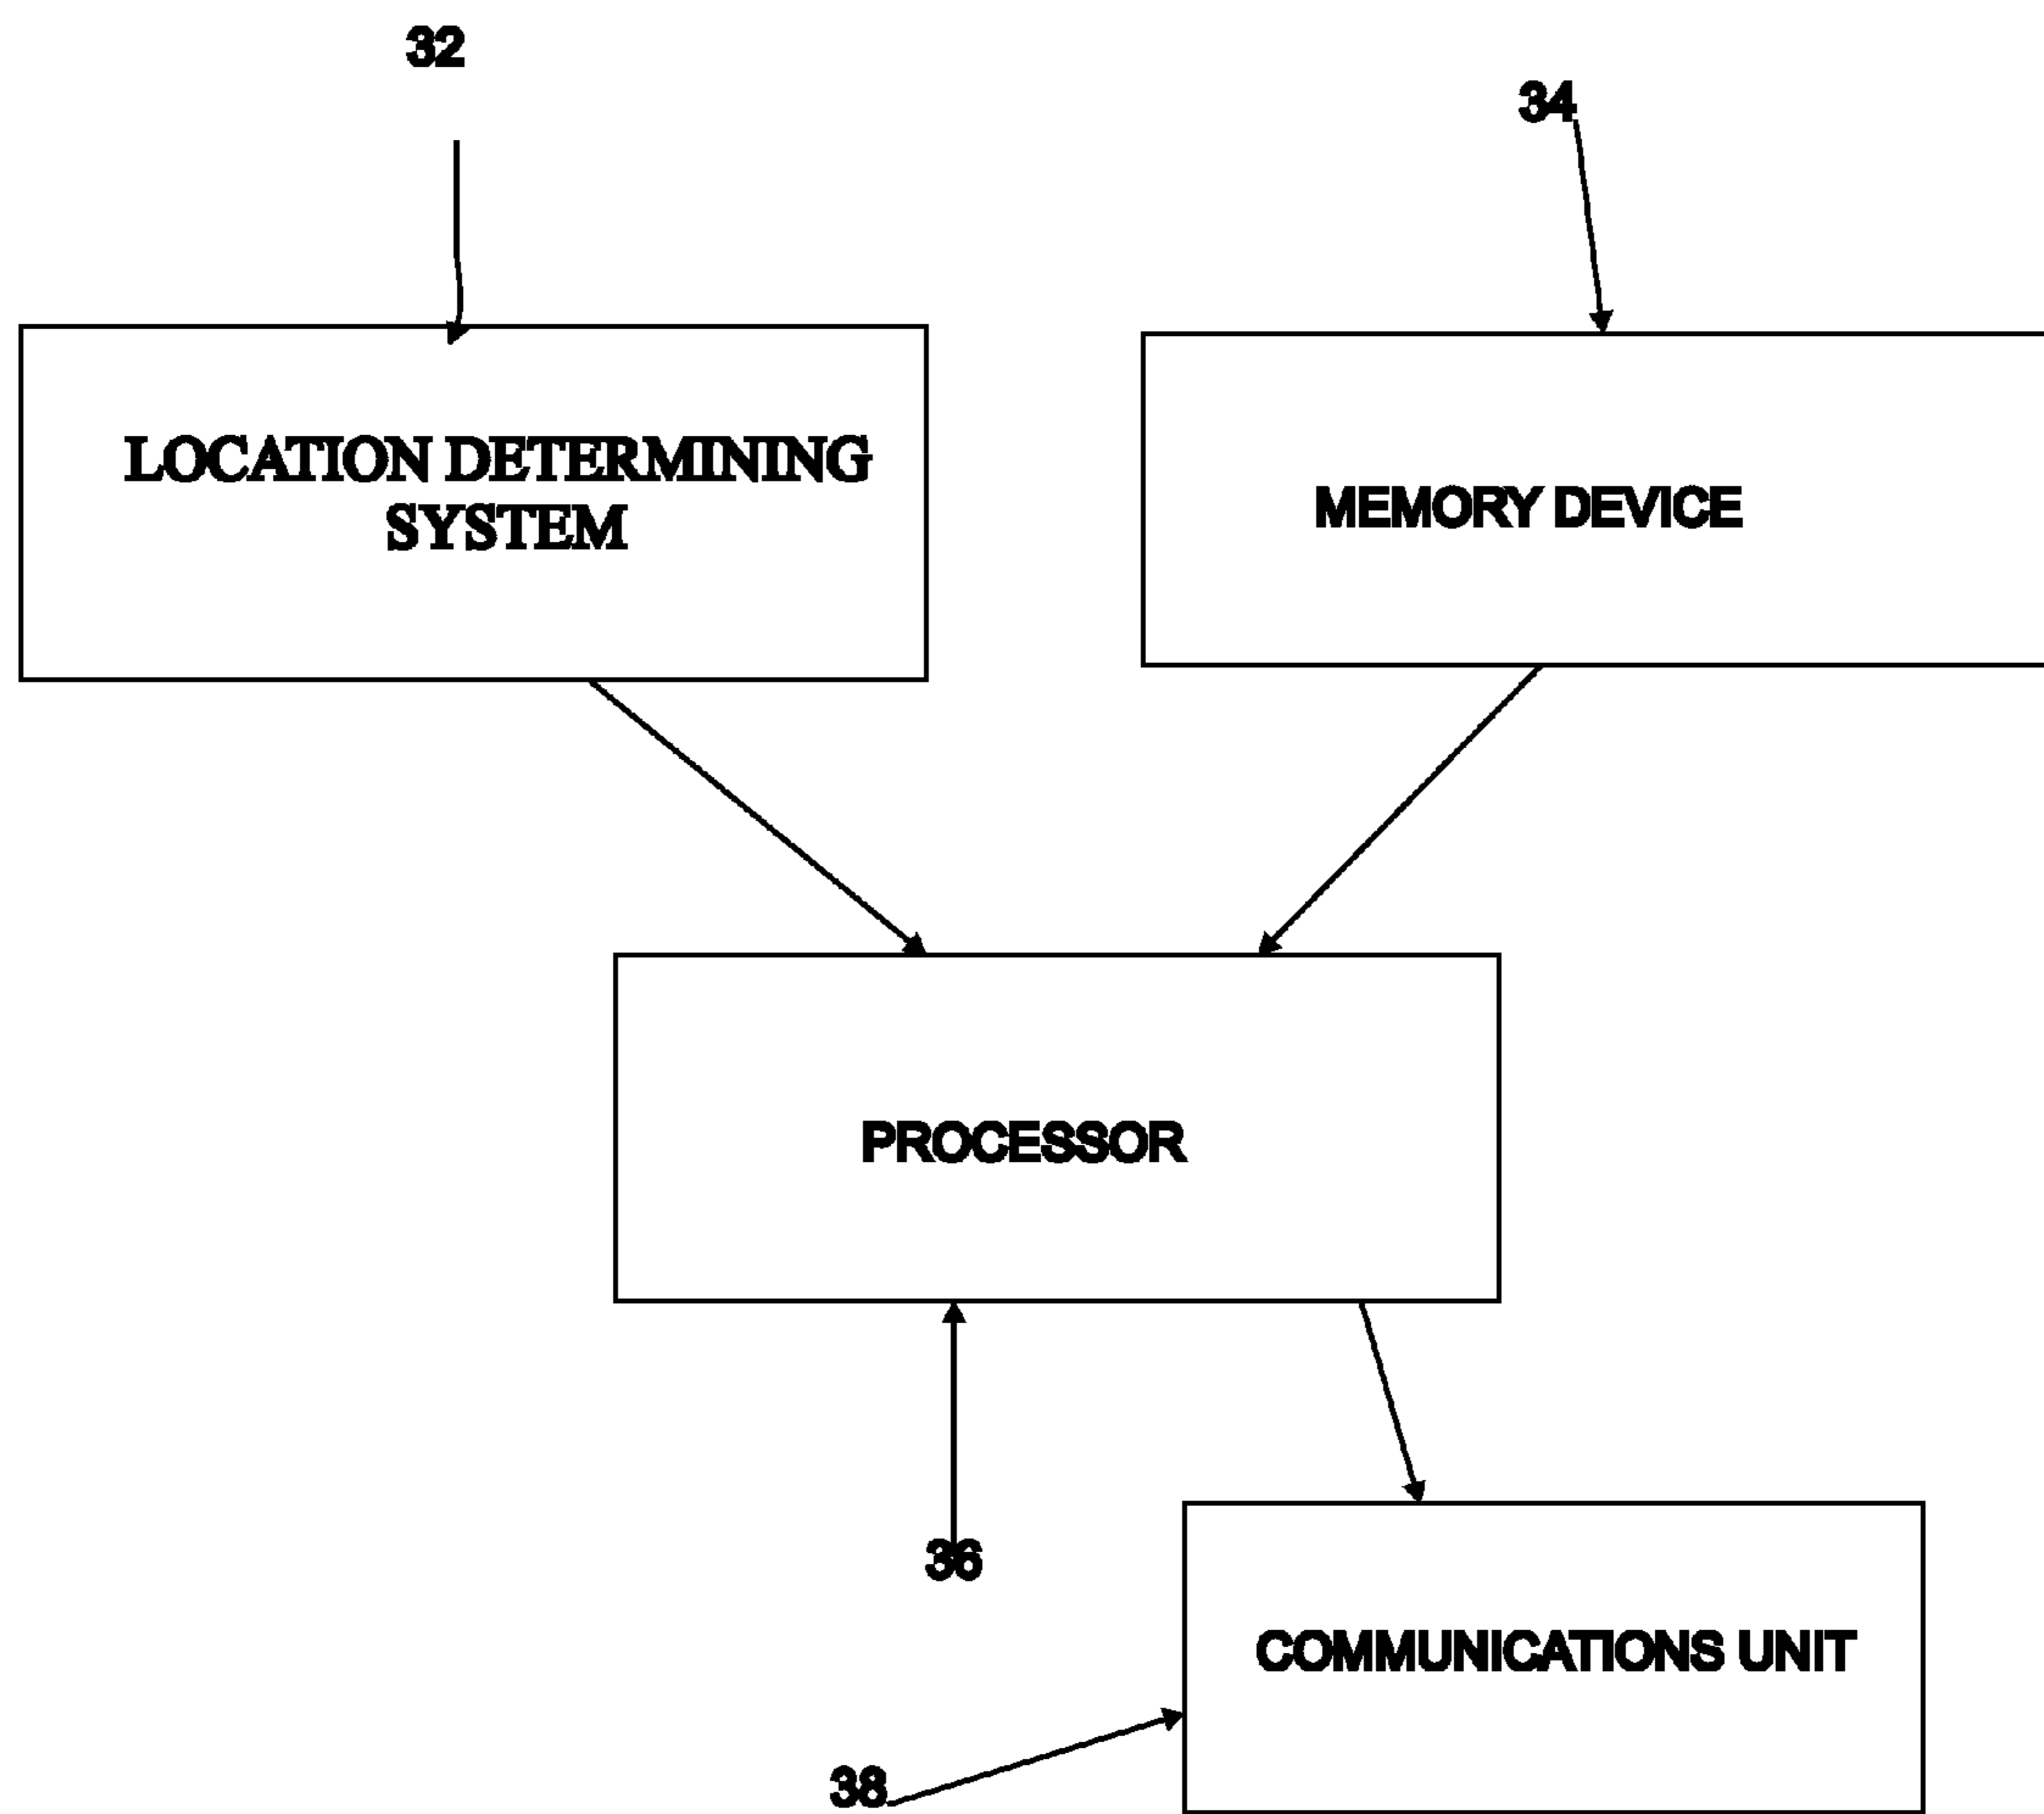 32
34
LOCATION DETERMINING
SYSTEM
MEMORY DEVICE
PROCESSOR
36
COMMUNICATIONS UNIT
38